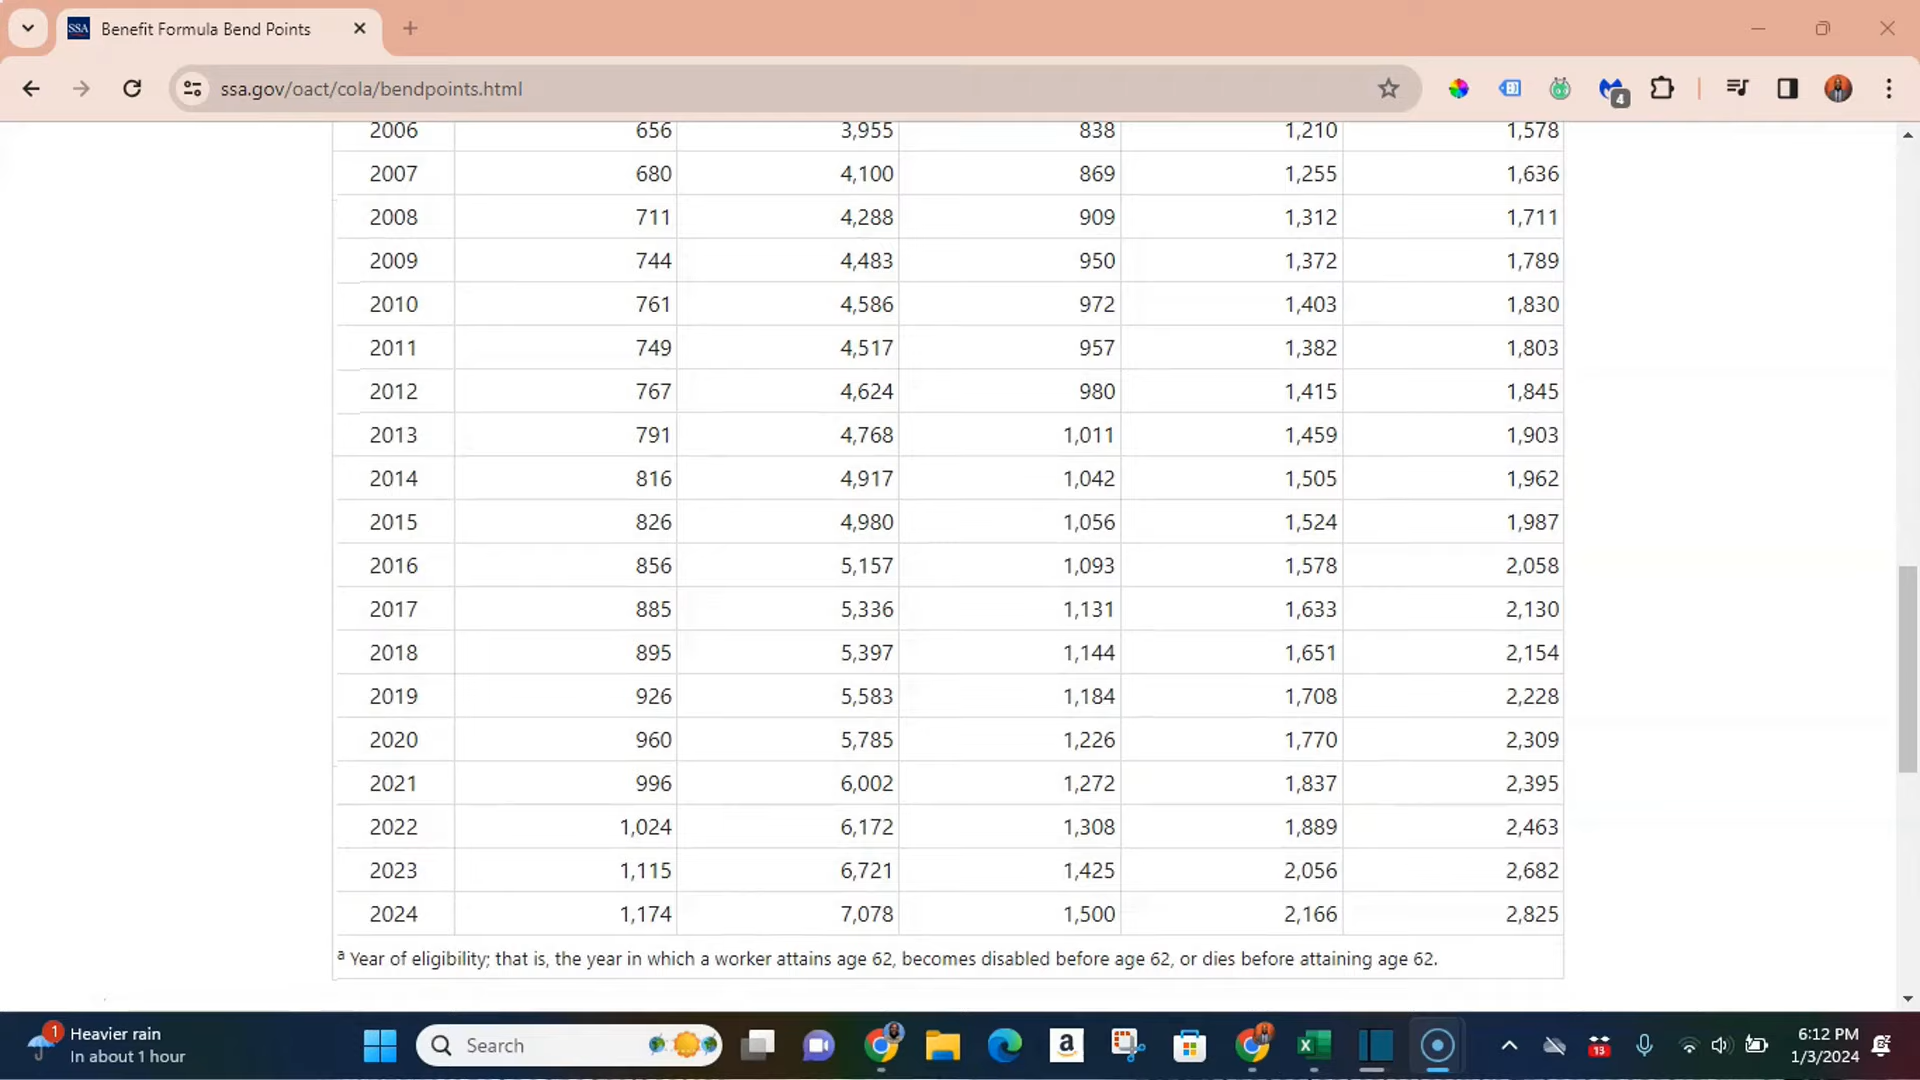 SSA Benefit Formula Bend Points
ssa.gov/oact/cola/bendpoints.html
4
2006 656 3,955 838 1,210 1,578
2007 680 4,100 869 1,255 1,636
2008 711 4,288 909 1,312 1,711
2009 744 4,483 950 1,372 1,789
2010 761 4,586 972 1,403 1,830
2011 749 4,517 957 1,382 1,803
2012 767 4,624 980 1,415 1,845
2013 791 4,768 1,011 1,459 1,903
2014 816 4,917 1,042 1,505 1,962
2015 826 4,980 1,056 1,524 1,987
2016 856 5,157 1,093 1,578 2,058
2017 885 5,336 1,131 1,633 2,130
2018 895 5,397 1,144 1,651 2,154
2019 926 5,583 1,184 1,708 2,228
2020 960 5,785 1,226 1,770 2,309
2021 996 6,002 1,272 1,837 2,395
2022 1,024 6,172 1,308 1,889 2,463
2023 1,115 6,721 1,425 2,056 2,682
2024 1,174 7,078 1,500 2,166 2,825
a Year of eligibility; that is, the year in which a worker attains age 62, becomes disabled before age 62, or dies before attaining age 62.
1 Heavier rain
In about 1 hour
Search
a
X
13
6:12 PM
1/3/2024